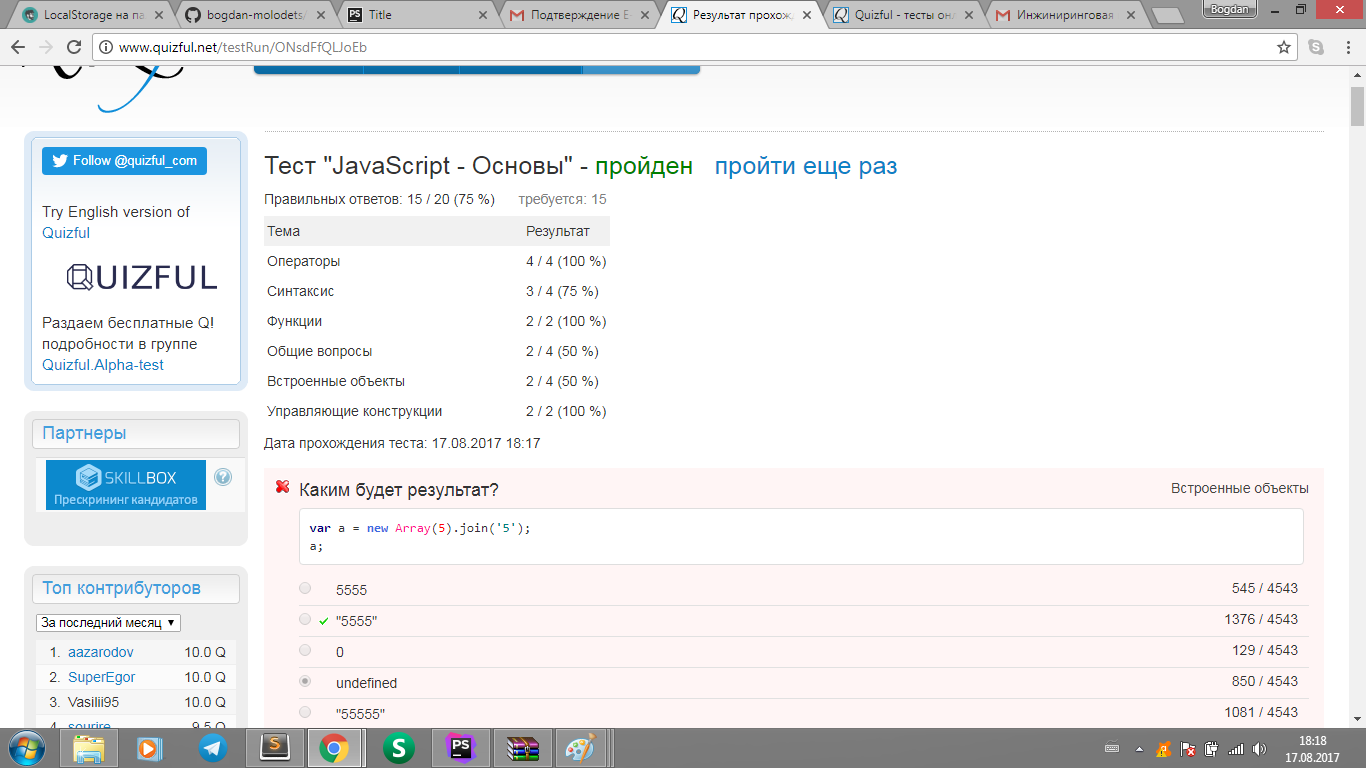 LocalStorage на па
bogdan-molodets/
Title
Подтверждение E-
Результат прохожд
Quizful - тесты онл
Инжиниринговая
Bogdan
www.quizful.net/testRun/ONsdFfQLJoEb
Follow @quizful_com
Try English version of
Quizful
QUIZFUL
Раздаем бесплатные Q!
подробности в группе
Quizful.Alpha-test
Партнеры
SKILLBOX
Прескрининг кандидатов
?
Топ контрибуторов
За последний месяц
1. aazarodov 10.0 Q
2. SuperEgor 10.0 Q
3. Vasilii95 10.0 Q
4. sourire 9.5 Q
Тест "JavaScript - Основы" - пройден пройти еще раз
Правильных ответов: 15 / 20 (75 %) требуется: 15
Тема Результат
Операторы 4 / 4 (100 %)
Синтаксис 3 / 4 (75 %)
Функции 2 / 2 (100 %)
Общие вопросы 2 / 4 (50 %)
Встроенные объекты 2 / 4 (50 %)
Управляющие конструкции 2 / 2 (100 %)
Дата прохождения теста: 17.08.2017 18:17
Каким будет результат? Встроенные объекты
var a = new Array(5).join('5');
a;
5555 545 / 4543
"5555" 1376 / 4543
0 129 / 4543
undefined 850 / 4543
"55555" 1081 / 4543
S
S
PS
18:18
17.08.2017